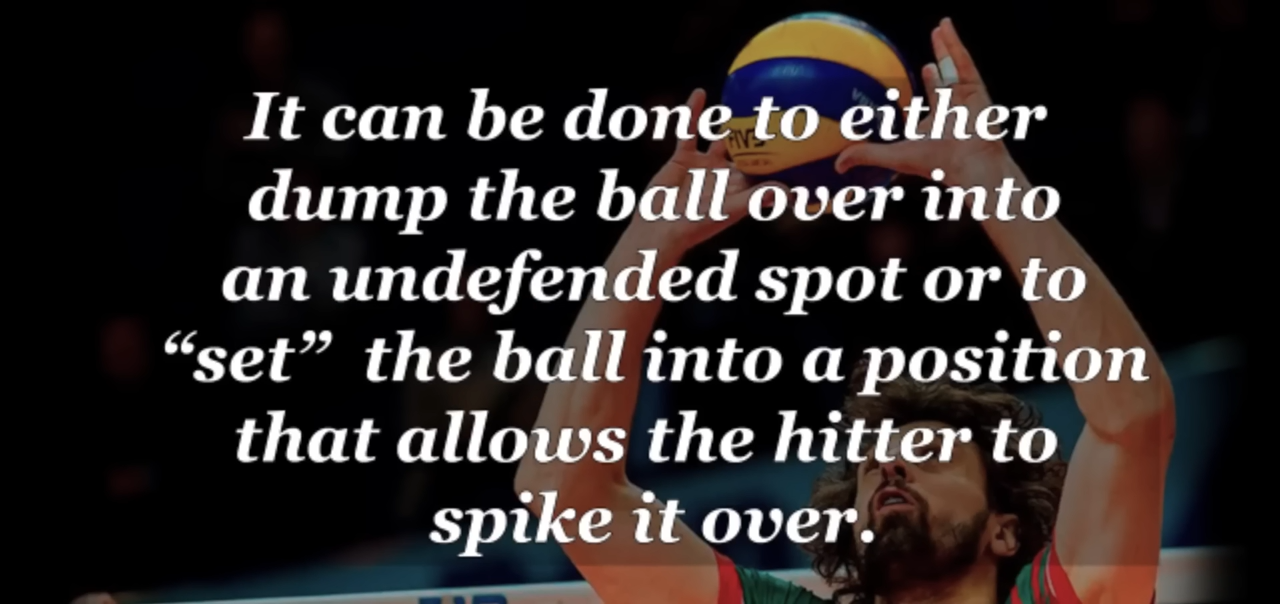 It can be done to either
dump the ball over into
an undefended spot or to
“set” the ball into a position
that allows the hitter to
spike it over.
FIVB